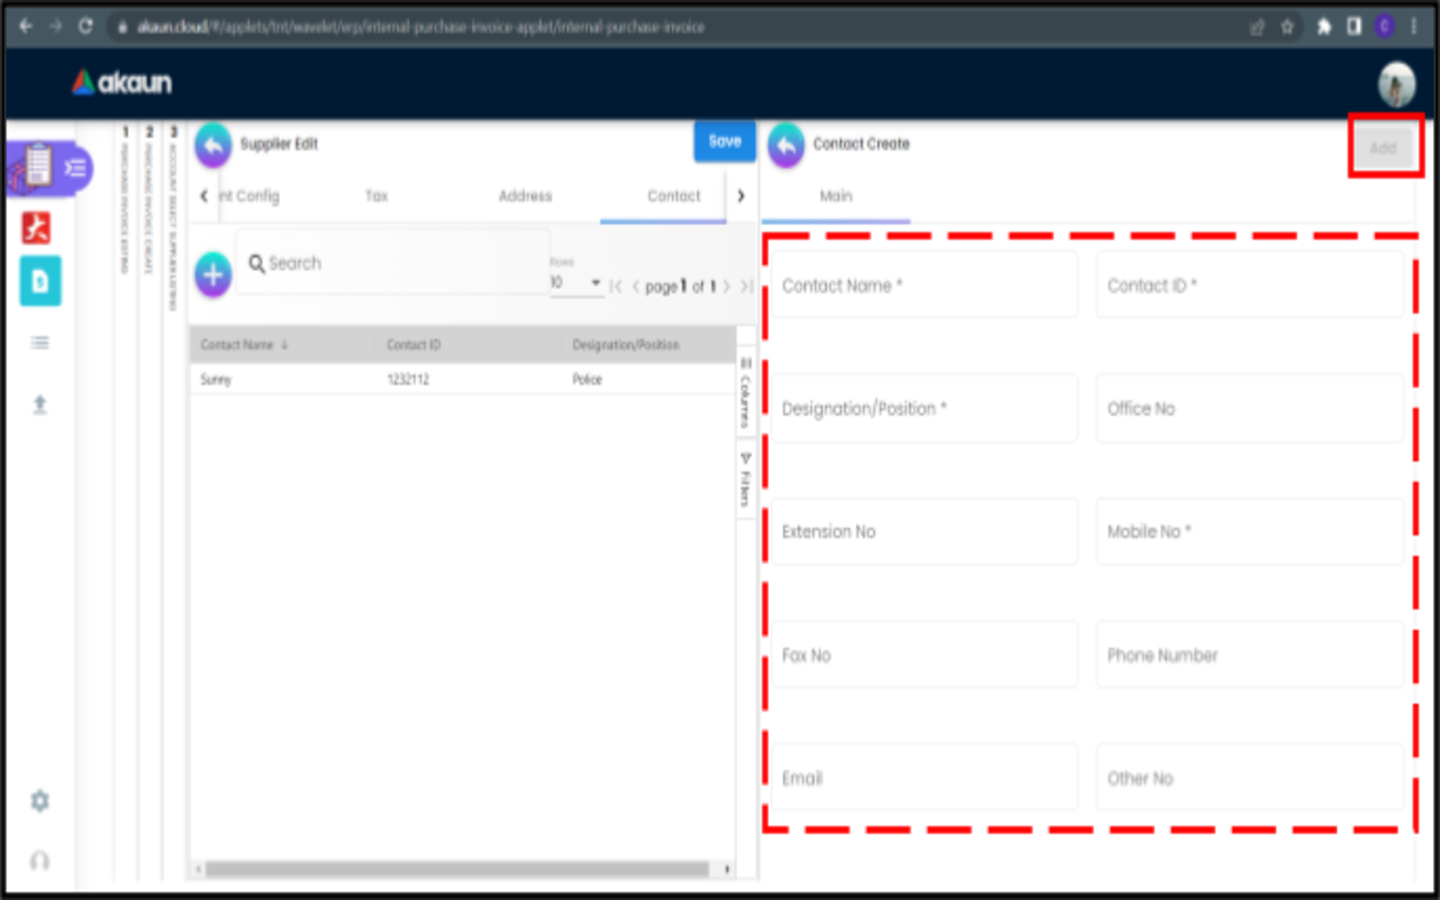 akaun.cloud/#/applets/tnt/wavelet/erp/internal-purchase-invoice-applet/internal-purchase-invoice
akaun
1 2 3
PURCHASE INVOICE LISTING
PURCHASE INVOICE CREATE
ACCOUNT SELECT SUPPLIER LISTING
Supplier Edit
Save
nt Config
Tax
Address
Contact
Search
Rows
10
page 1 of 1
Contact Name
Contact ID
Designation/Position
Sunny
1232112
Police
Columns
Filters
Contact Create
Add
Main
Contact Name *
Contact ID *
Designation/Position *
Office No
Extension No
Mobile No *
Fax No
Phone Number
Email
Other No